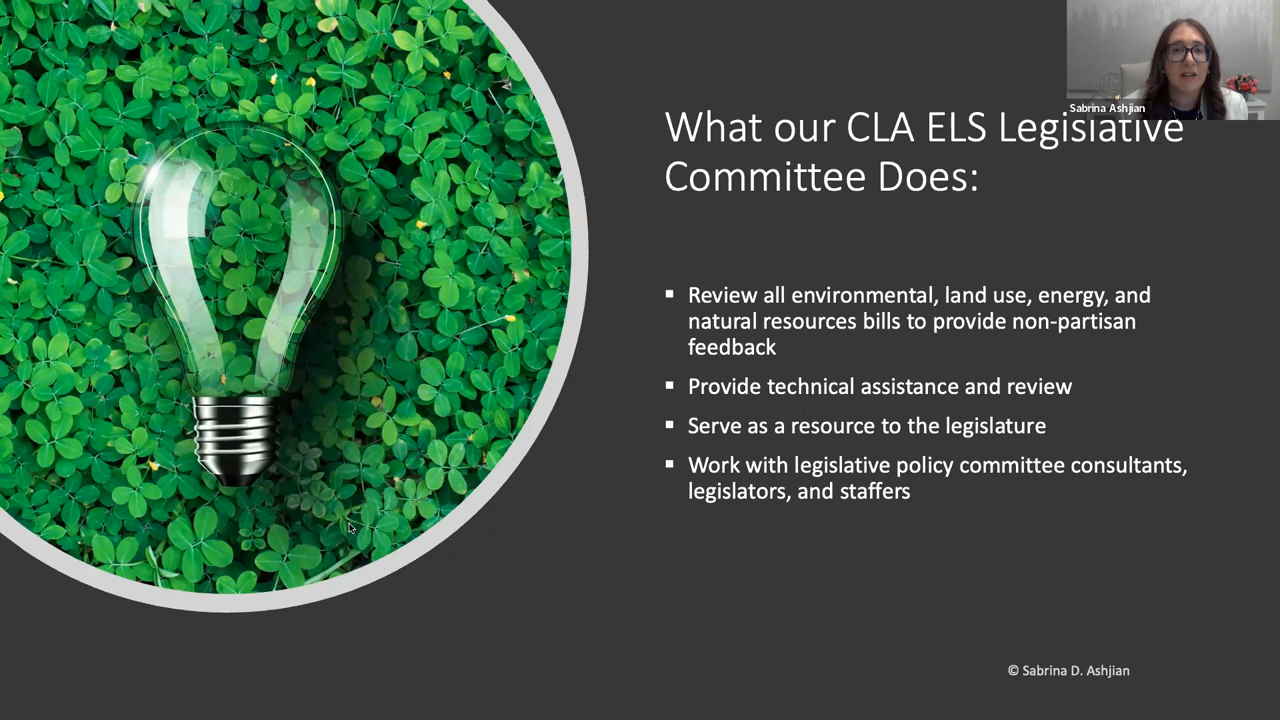 Sabrina Ashjian
What our CLA ELS Legislative
Committee Does:
▪ Review all environmental, land use, energy, and
natural resources bills to provide non-partisan
feedback
▪ Provide technical assistance and review
▪ Serve as a resource to the legislature
▪ Work with legislative policy committee consultants,
legislators, and staffers
© Sabrina D. Ashjian